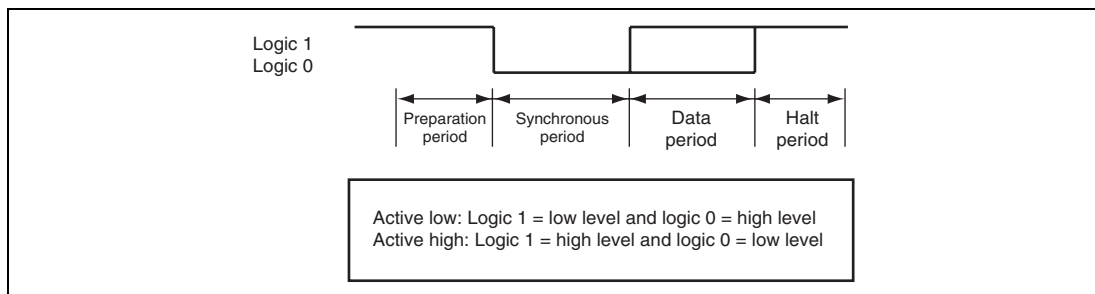 Logic 1
Logic 0
Preparation period
Synchronous period
Data period
Halt period
Active low: Logic 1 = low level and logic 0 = high level
Active high: Logic 1 = high level and logic 0 = low level